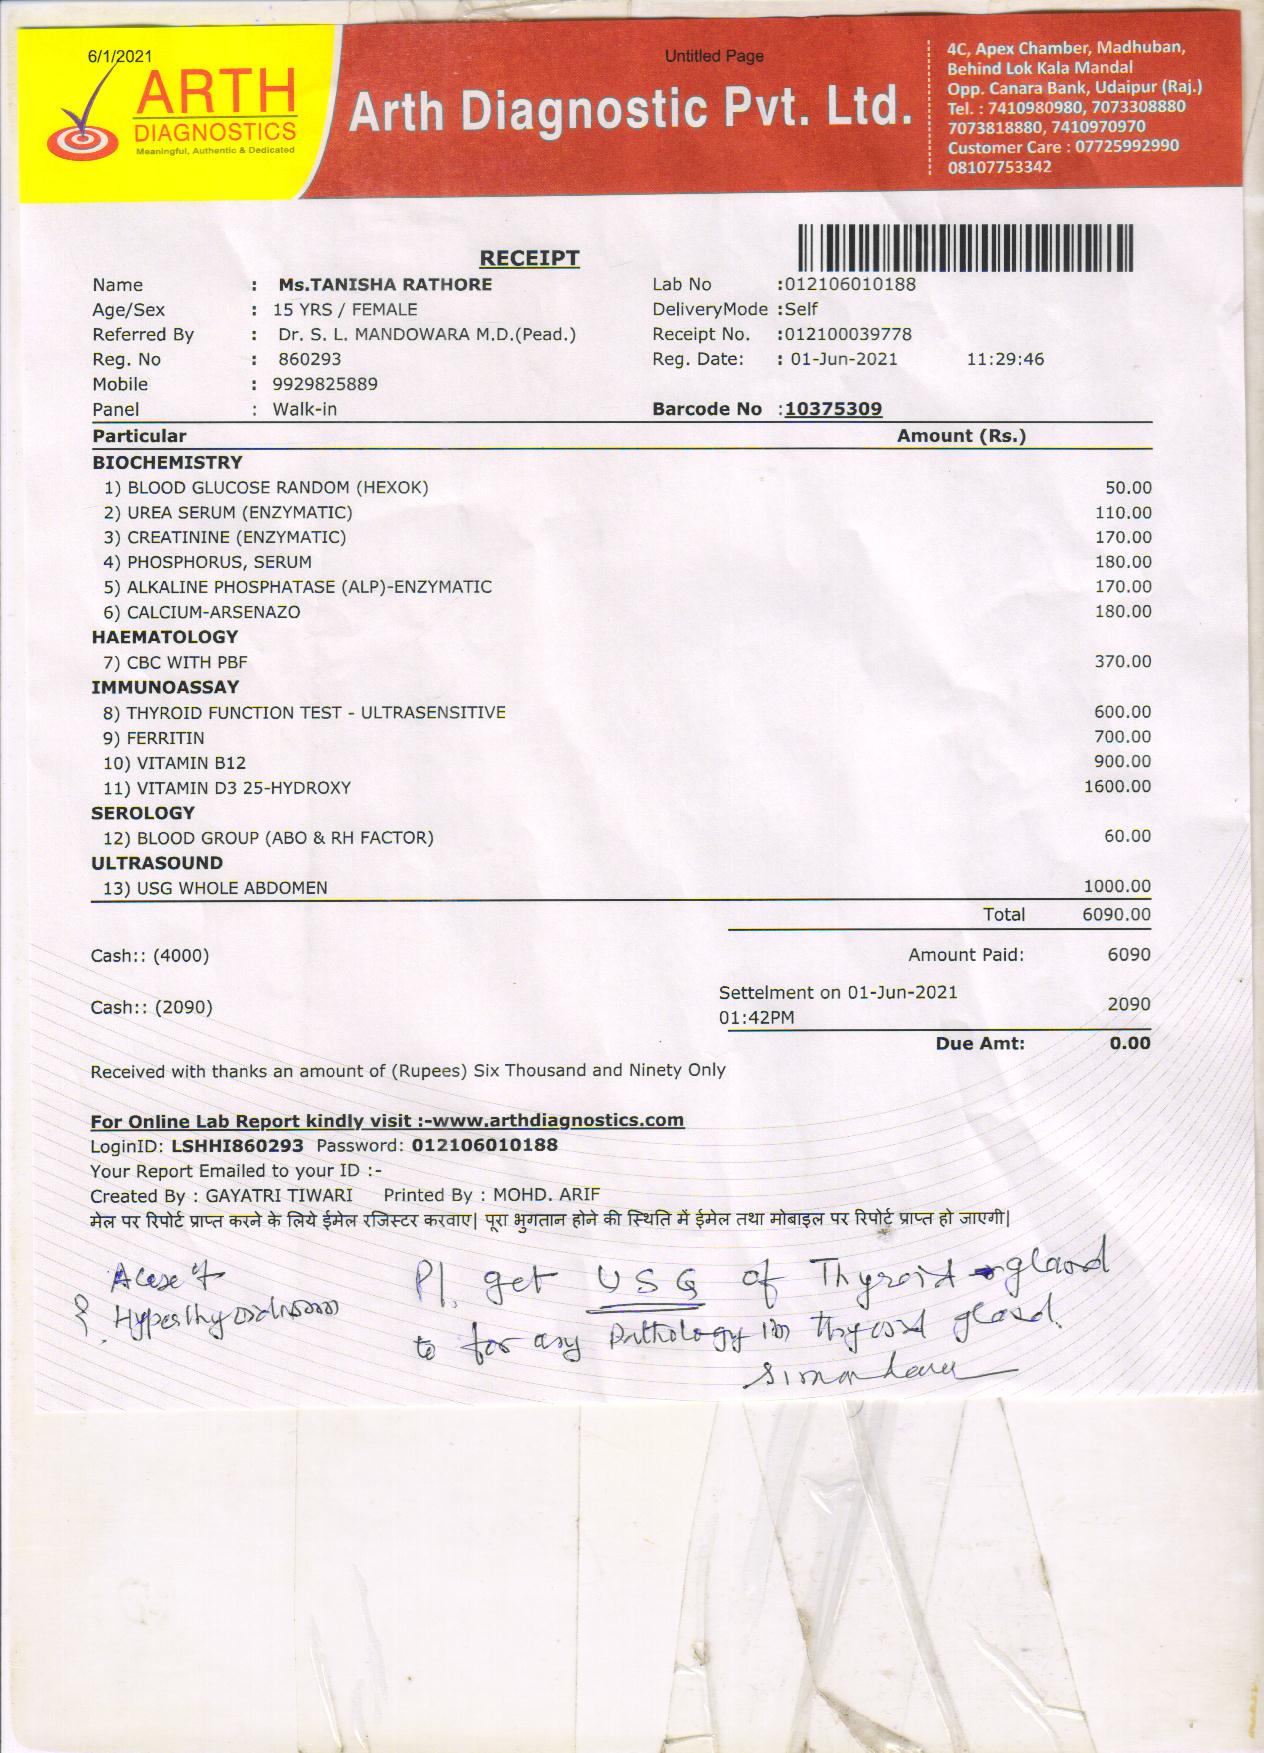 6/1/2021
Untitled Page
ARTH
DIAGNOSTICS
Meaningful, Authentic & Dedicated
Arth Diagnostic Pvt. Ltd.
4C, Apex Chamber, Madhuban,
Behind Lok Kala Mandal
Opp. Canara Bank, Udaipur (Raj.)
Tel. : 7410980980, 7073308880
7073818880, 7410970970
Customer Care : 07725992990
08107753342
RECEIPT
Name : Ms.TANISHA RATHORE Lab No :012106010188
Age/Sex : 15 YRS / FEMALE DeliveryMode :Self
Referred By : Dr. S. L. MANDOWARA M.D.(Pead.) Receipt No. :012100039778
Reg. No : 860293 Reg. Date: : 01-Jun-2021 11:29:46
Mobile : 9929825889
Panel : Walk-in Barcode No :10375309
Particular Amount (Rs.)
BIOCHEMISTRY
1) BLOOD GLUCOSE RANDOM (HEXOK) 50.00
2) UREA SERUM (ENZYMATIC) 110.00
3) CREATININE (ENZYMATIC) 170.00
4) PHOSPHORUS, SERUM 180.00
5) ALKALINE PHOSPHATASE (ALP)-ENZYMATIC 170.00
6) CALCIUM-ARSENAZO 180.00
HAEMATOLOGY
7) CBC WITH PBF 370.00
IMMUNOASSAY
8) THYROID FUNCTION TEST - ULTRASENSITIVE 600.00
9) FERRITIN 700.00
10) VITAMIN B12 900.00
11) VITAMIN D3 25-HYDROXY 1600.00
SEROLOGY
12) BLOOD GROUP (ABO & RH FACTOR) 60.00
ULTRASOUND
13) USG WHOLE ABDOMEN 1000.00
Total 6090.00
Cash:: (4000) Amount Paid: 6090
Cash:: (2090) Settelment on 01-Jun-2021 01:42PM 2090
Due Amt: 0.00
Received with thanks an amount of (Rupees) Six Thousand and Ninety Only
For Online Lab Report kindly visit :-www.arthdiagnostics.com
LoginID: LSHHI860293 Password: 012106010188
Your Report Emailed to your ID :-
Created By : GAYATRI TIWARI Printed By : MOHD. ARIF
मेल पर रिपोर्ट प्राप्त करने के लिये ईमेल रजिस्टर करवाए| पूरा भुगतान होने की स्थिति में ईमेल तथा मोबाइल पर रिपोर्ट प्राप्त हो जाएगी|
A case of
Pl. get USG of Thyroid gland
to for any Pathology in thyroid gland.